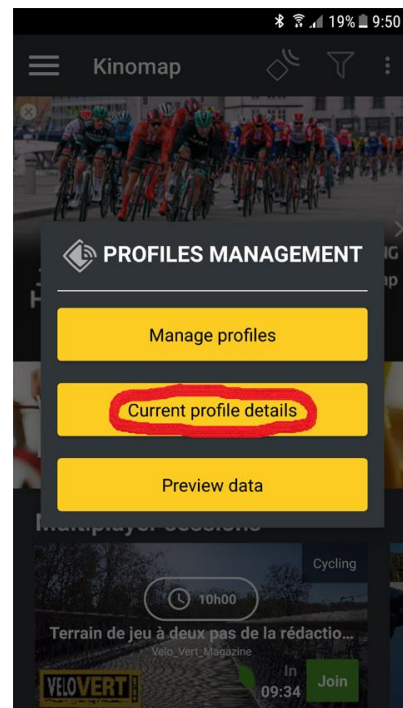 19% 9:50
Kinomap
PROFILES MANAGEMENT
Manage profiles
Current profile details
Preview data
Multiplayer sessions
Cycling
10h00
Terrain de jeu à deux pas de la rédactio...
Velo_Vert_Magazine
VELOVERT
In
09:34
Join